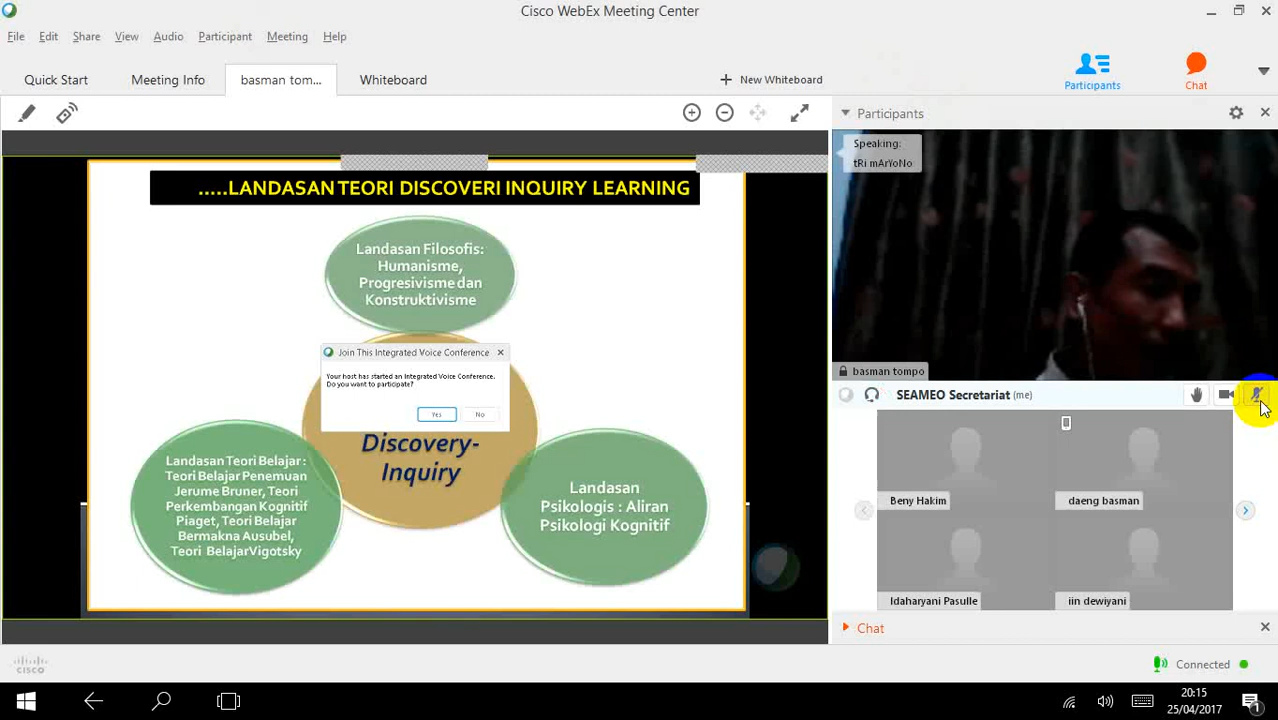 Cisco WebEx Meeting Center
File Edit Share View Audio Participant Meeting Help
Quick Start Meeting Info basman tom... Whiteboard
New Whiteboard
Participants
Chat
Participants
Speaking:
tRi mArYoNo
.....LANDASAN TEORI DISCOVERI INQUIRY LEARNING
Landasan Filosofis:
Humanisme,
Progresivisme dan
Konstruktivisme
Join This Integrated Voice Conference
Your host has started an Integrated Voice Conference.
Do you want to participate?
Yes No
Discovery-
Inquiry
Landasan Teori Belajar :
Teori Belajar Penemuan
Jerume Bruner, Teori
Perkembangan Kognitif
Piaget, Teori Belajar
Bermakna Ausubel,
Teori BelajarVigotsky
Landasan
Psikologis : Aliran
Psikologi Kognitif
basman tompo
SEAMEO Secretariat (me)
Beny Hakim
daeng basman
Idaharyani Pasulle
iin dewiyani
Chat
cisco
Connected
20:15
25/04/2017
1